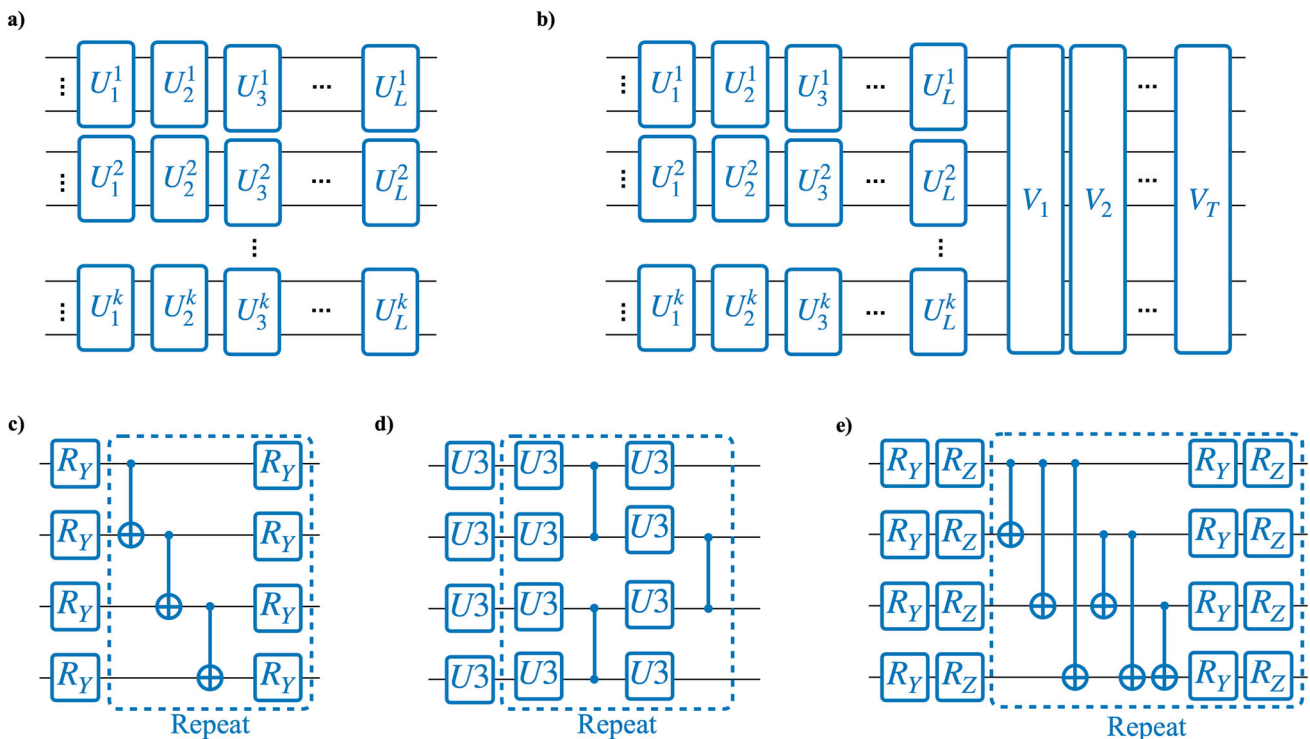 a)
U_1^1 U_2^1 U_3^1 ... U_L^1
U_1^2 U_2^2 U_3^2 ... U_L^2
U_1^k U_2^k U_3^k ... U_L^k
b)
U_1^1 U_2^1 U_3^1 ... U_L^1 ...
U_1^2 U_2^2 U_3^2 ... U_L^2 V_1 V_2 ... V_T
U_1^k U_2^k U_3^k ... U_L^k ...
c)
R_Y R_Y
R_Y R_Y
R_Y R_Y
R_Y R_Y
Repeat
d)
U3 U3 U3
U3 U3 U3
U3 U3 U3
U3 U3 U3
Repeat
e)
R_Y R_Z R_Y R_Z
R_Y R_Z R_Y R_Z
R_Y R_Z R_Y R_Z
R_Y R_Z R_Y R_Z
Repeat